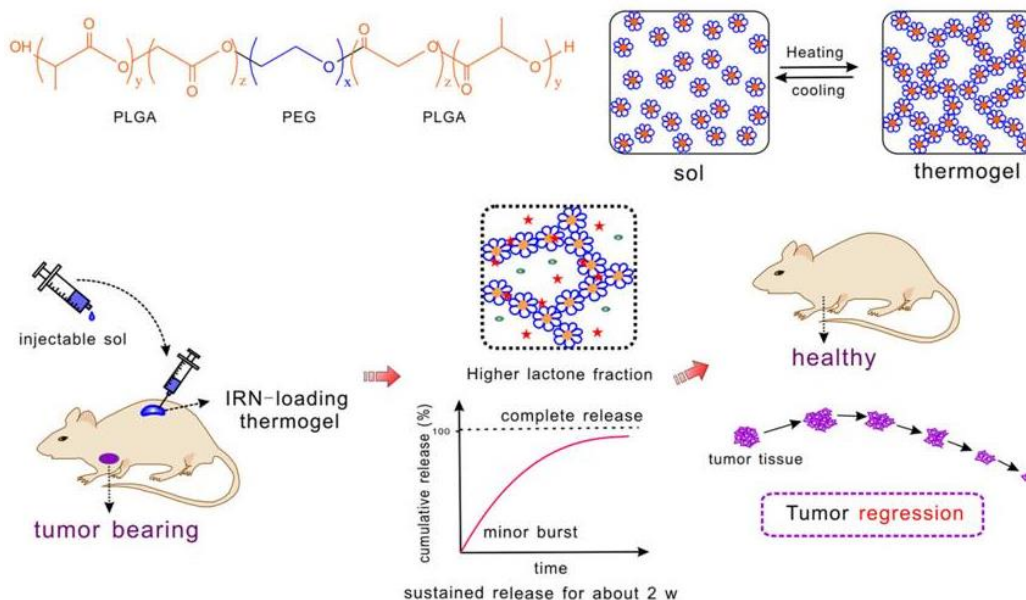 OH
O
O
y
O
O
z
O
x
O
O
z
O
O
H
y
PLGA
PEG
PLGA
Heating
cooling
sol
thermogel
injectable sol
IRN-loading
thermogel
tumor bearing
Higher lactone fraction
cumulative release (%)
100
complete release
minor burst
time
sustained release for about 2 w
healthy
tumor tissue
Tumor regression